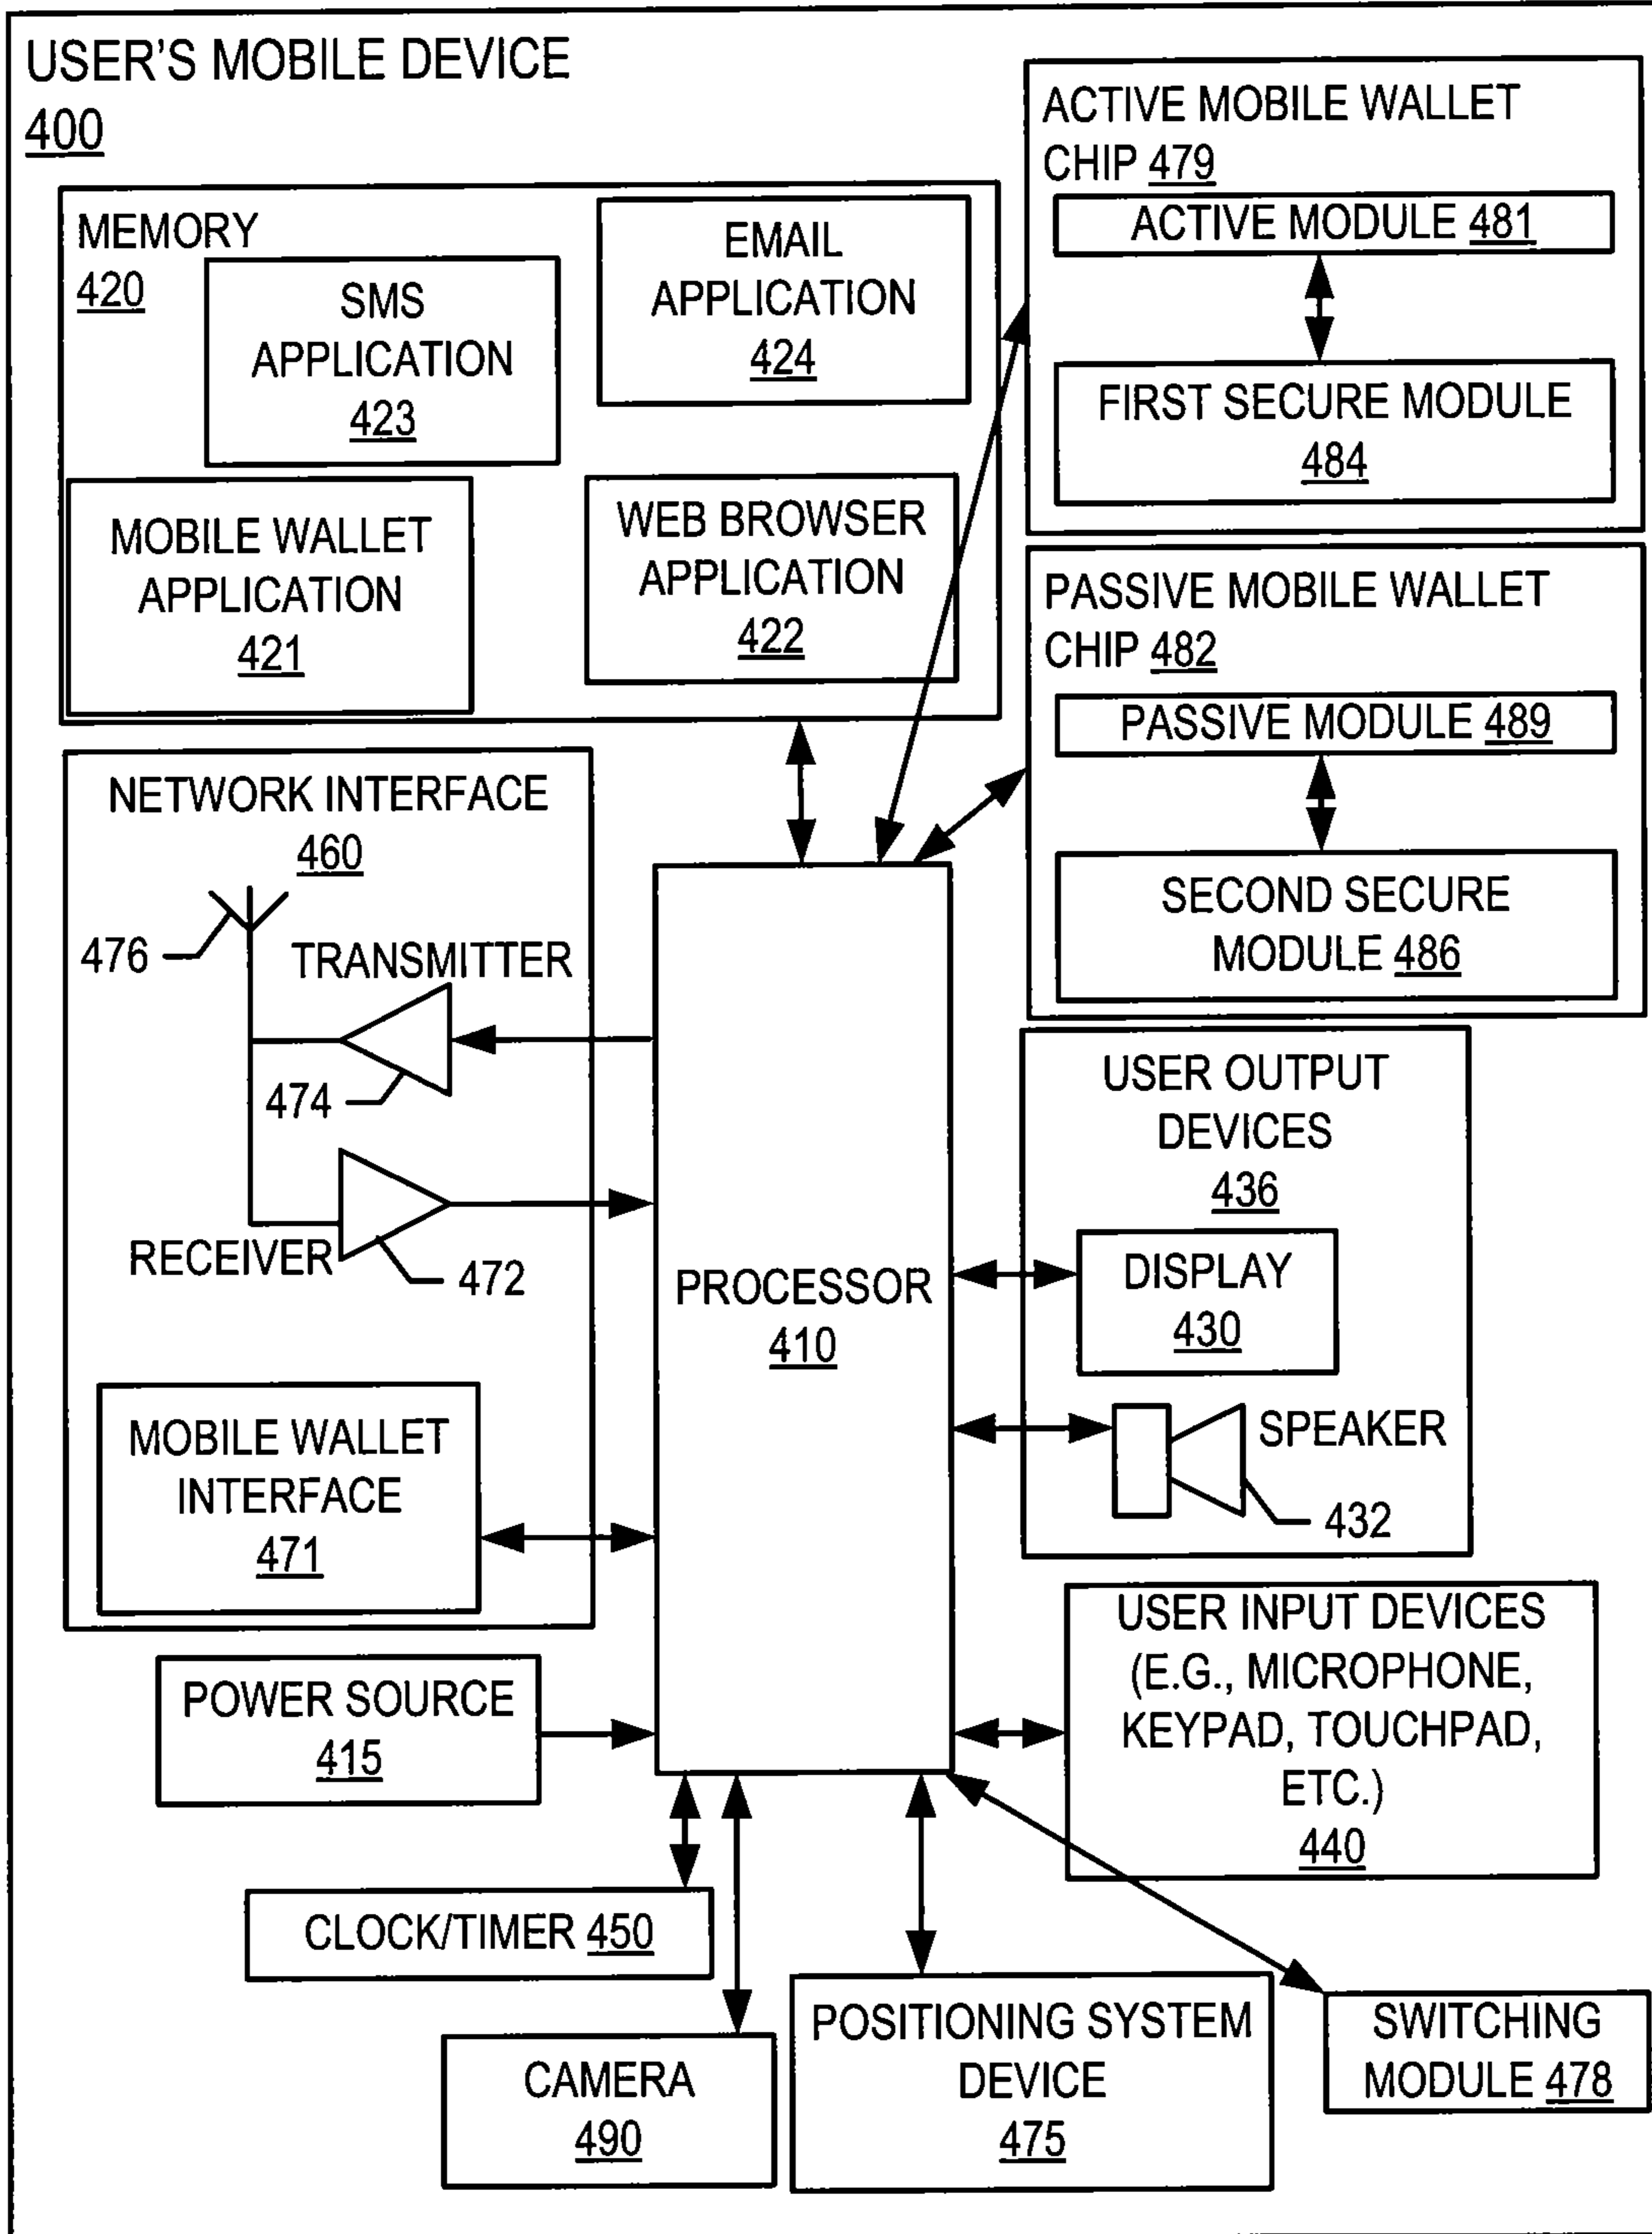 USER'S MOBILE DEVICE
400
MEMORY
420
SMS
APPLICATION
423
EMAIL
APPLICATION
424
MOBILE WALLET
APPLICATION
421
WEB BROWSER
APPLICATION
422
ACTIVE MOBILE WALLET
CHIP 479
ACTIVE MODULE 481
FIRST SECURE MODULE
484
PASSIVE MOBILE WALLET
CHIP 482
PASSIVE MODULE 489
SECOND SECURE
MODULE 486
NETWORK INTERFACE
460
476
TRANSMITTER
474
RECEIVER
472
MOBILE WALLET
INTERFACE
471
PROCESSOR
410
USER OUTPUT
DEVICES
436
DISPLAY
430
SPEAKER
432
POWER SOURCE
415
USER INPUT DEVICES
(E.G., MICROPHONE,
KEYPAD, TOUCHPAD,
ETC.)
440
CLOCK/TIMER 450
CAMERA
490
POSITIONING SYSTEM
DEVICE
475
SWITCHING
MODULE 478